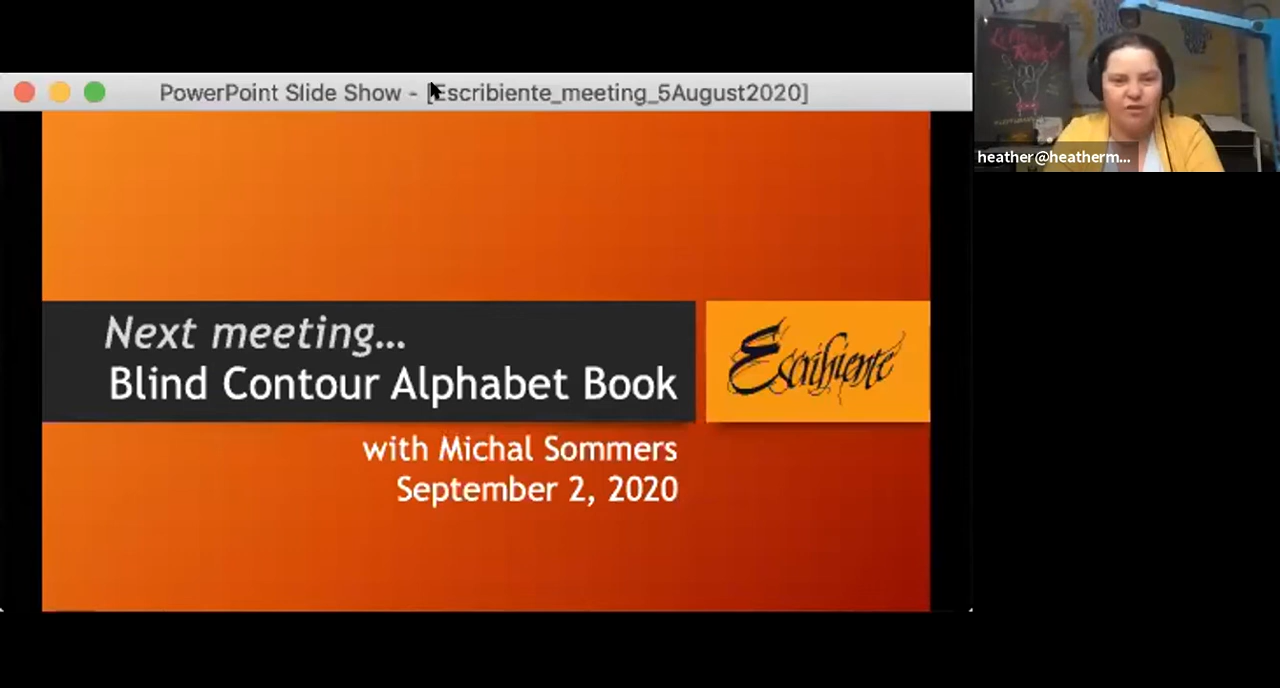 PowerPoint Slide Show - [Escribiente_meeting_5August2020]
Next meeting...
Blind Contour Alphabet Book
Escribiente
with Michal Sommers
September 2, 2020
heather@heatherm...